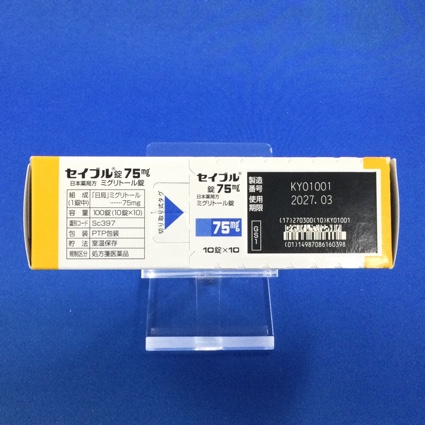 セイブル®錠75mg
日本薬局方 ミグリトール錠
組成(1錠中) 「日局」ミグリトール ……75mg
容量 100錠(10錠×10)
識別コード Sc397
包装 PTP包装
貯法 室温保存
規制区分 処方箋医薬品
切り取り式タグ
セイブル®
錠75mg
日本薬局方
ミグリトール錠
75mg
10錠×10
製造番号 KY01001
使用期限 2027.03
(17)270300(10)KY01001
GS1
(01)14987086160398